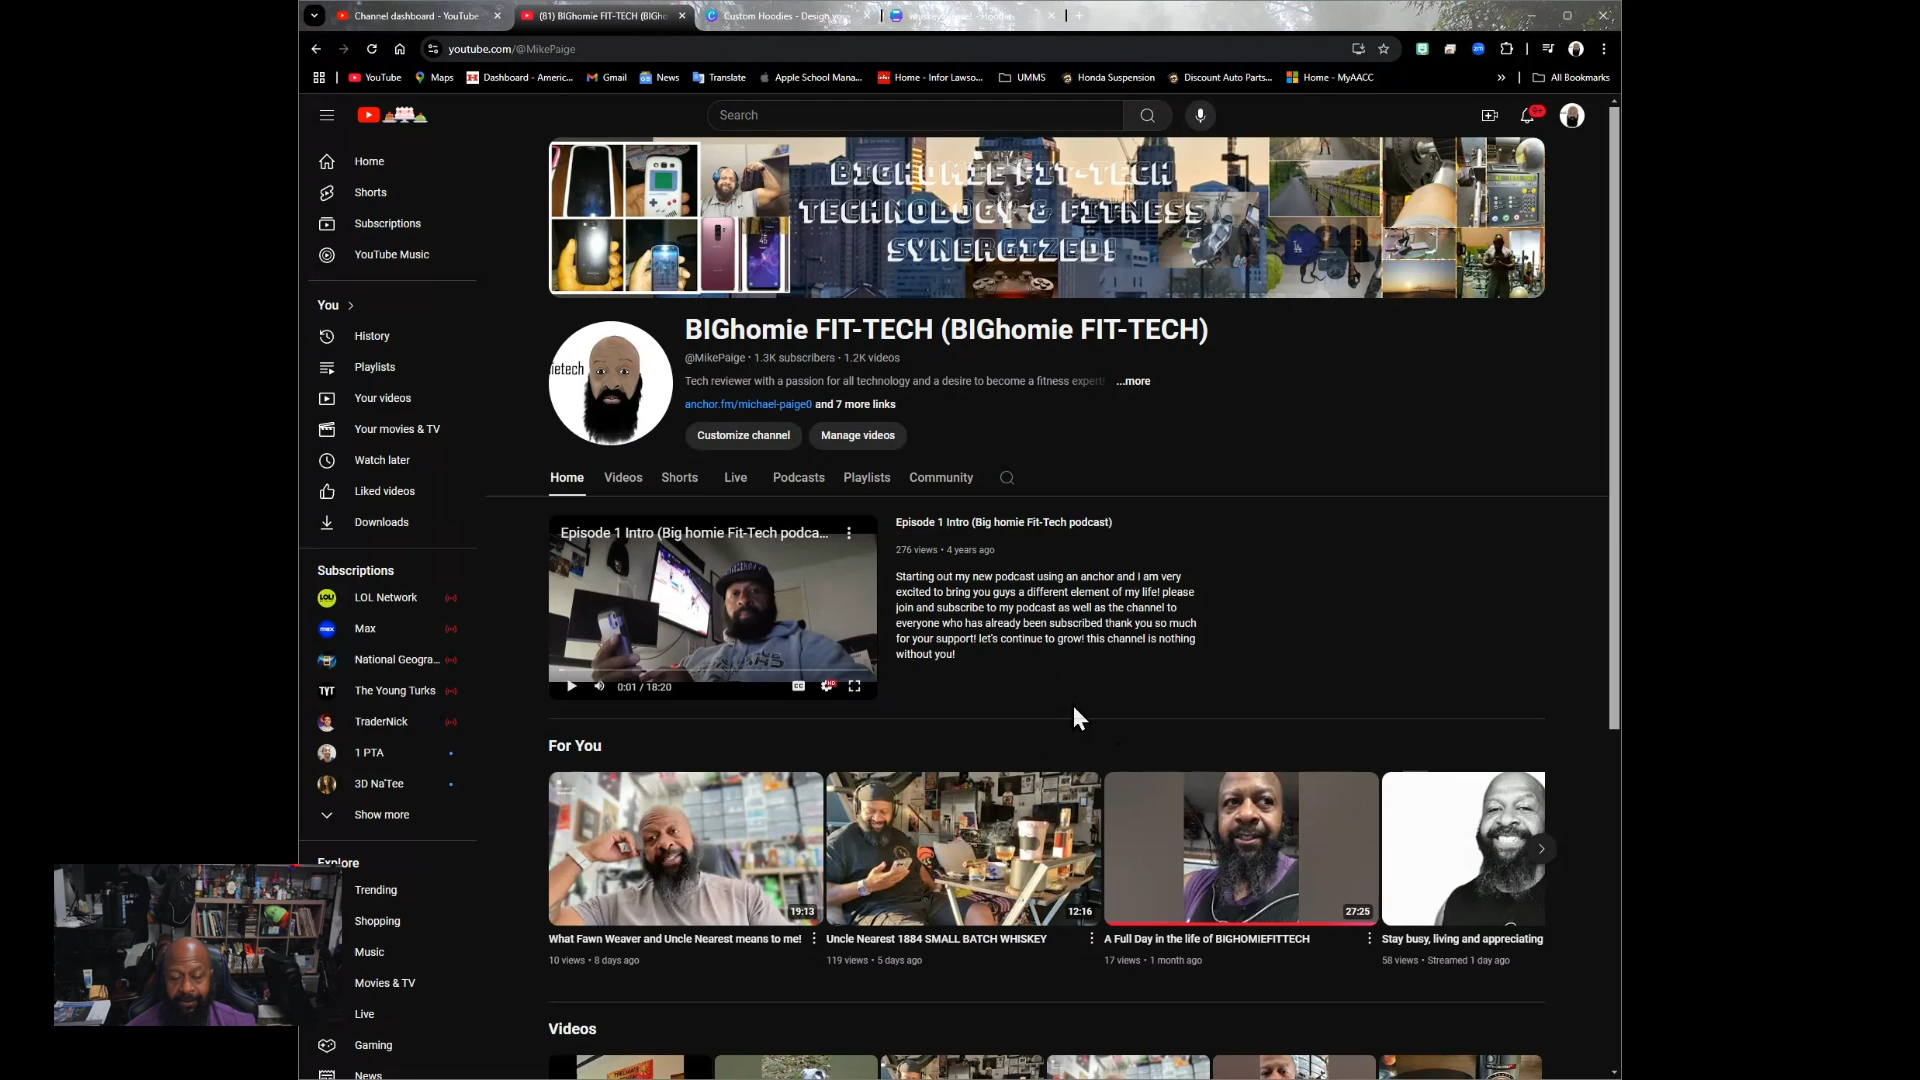 Channel dashboard - YouTube
(81) BIGhomie FIT-TECH (BIGho
Custom Hoodies - Design you
youtube.com/@MikePaige
YouTube
Maps
Dashboard - Americ...
Gmail
News
Translate
Apple School Mana...
Home - Infor Lawso...
UMMS
Honda Suspension
Discount Auto Parts...
Home - MyAACC
»
All Bookmarks
Search
9+
Home
Shorts
Subscriptions
YouTube Music
You
History
Playlists
Your videos
Your movies & TV
Watch later
Liked videos
Downloads
Subscriptions
LOL Network
Max
National Geogra...
TYT
The Young Turks
TraderNick
1 PTA
3D Na'Tee
Show more
Explore
Trending
Shopping
Music
Movies & TV
Live
Gaming
News
BIGHOMIE FIT-TECH
TECHNOLOGY & FITNESS
SYNERGIZED!
ietech
BIGhomie FIT-TECH (BIGhomie FIT-TECH)
@MikePaige • 1.3K subscribers • 1.2K videos
Tech reviewer with a passion for all technology and a desire to become a fitness expert! ...more
anchor.fm/michael-paige0 and 7 more links
Customize channel
Manage videos
Home
Videos
Shorts
Live
Podcasts
Playlists
Community
Episode 1 Intro (Big homie Fit-Tech podca...
0:01 / 18:20
CC
HD
Episode 1 Intro (Big homie Fit-Tech podcast)
276 views • 4 years ago
Starting out my new podcast using an anchor and I am very
excited to bring you guys a different element of my life! please
join and subscribe to my podcast as well as the channel to
everyone who has already been subscribed thank you so much
for your support! let's continue to grow! this channel is nothing
without you!
For You
19:13
What Fawn Weaver and Uncle Nearest means to me!
10 views • 8 days ago
12:16
Uncle Nearest 1884 SMALL BATCH WHISKEY
119 views • 5 days ago
27:25
A Full Day in the life of BIGHOMIEFITTECH
17 views • 1 month ago
Stay busy, living and appreciating
58 views • Streamed 1 day ago
Videos